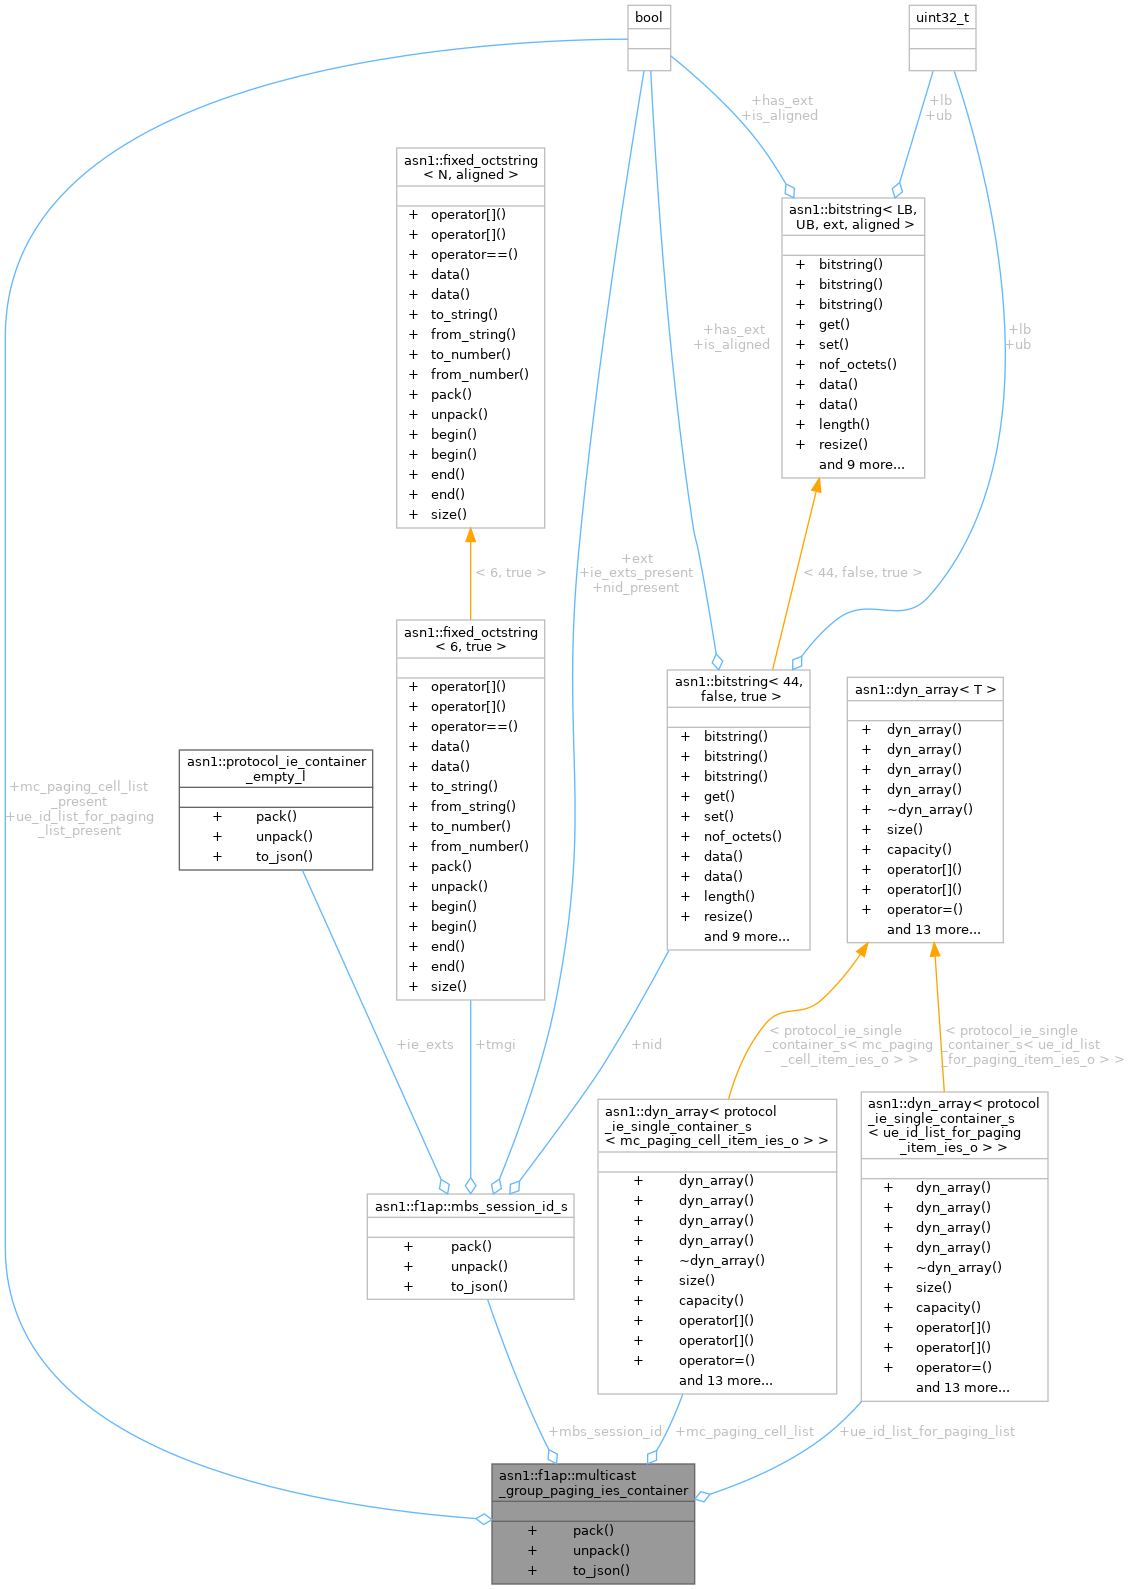 bool
uint32_t
+has_ext
+is_aligned
+lb
+ub
asn1::fixed_octstring
< N, aligned >
+ operator[]()
+ operator[]()
+ operator==()
+ data()
+ data()
+ to_string()
+ from_string()
+ to_number()
+ from_number()
+ pack()
+ unpack()
+ begin()
+ begin()
+ end()
+ end()
+ size()
asn1::bitstring< LB,
UB, ext, aligned >
+ bitstring()
+ bitstring()
+ bitstring()
+ get()
+ set()
+ nof_octets()
+ data()
+ data()
+ length()
+ resize()
and 9 more...
+has_ext
+is_aligned
+lb
+ub
< 6, true >
+ext
+ie_exts_present
+nid_present
< 44, false, true >
asn1::fixed_octstring
< 6, true >
+ operator[]()
+ operator[]()
+ operator==()
+ data()
+ data()
+ to_string()
+ from_string()
+ to_number()
+ from_number()
+ pack()
+ unpack()
+ begin()
+ begin()
+ end()
+ end()
+ size()
asn1::bitstring< 44,
false, true >
+ bitstring()
+ bitstring()
+ bitstring()
+ get()
+ set()
+ nof_octets()
+ data()
+ data()
+ length()
+ resize()
and 9 more...
asn1::dyn_array< T >
+ dyn_array()
+ dyn_array()
+ dyn_array()
+ dyn_array()
+ ~dyn_array()
+ size()
+ capacity()
+ operator[]()
+ operator[]()
+ operator=()
and 13 more...
+mc_paging_cell_list
_present
+ue_id_list_for_paging
_list_present
asn1::protocol_ie_container
_empty_l
+ pack()
+ unpack()
+ to_json()
+ie_exts
+tmgi
+nid
< protocol_ie_single
_container_s< mc_paging
_cell_item_ies_o > >
< protocol_ie_single
_container_s< ue_id_list
_for_paging_item_ies_o > >
asn1::f1ap::mbs_session_id_s
+ pack()
+ unpack()
+ to_json()
asn1::dyn_array< protocol
_ie_single_container_s
< mc_paging_cell_item_ies_o > >
+ dyn_array()
+ dyn_array()
+ dyn_array()
+ dyn_array()
+ ~dyn_array()
+ size()
+ capacity()
+ operator[]()
+ operator[]()
+ operator=()
and 13 more...
asn1::dyn_array< protocol
_ie_single_container_s
< ue_id_list_for_paging
_item_ies_o > >
+ dyn_array()
+ dyn_array()
+ dyn_array()
+ dyn_array()
+ ~dyn_array()
+ size()
+ capacity()
+ operator[]()
+ operator[]()
+ operator=()
and 13 more...
+mbs_session_id
+mc_paging_cell_list
+ue_id_list_for_paging_list
asn1::f1ap::multicast
_group_paging_ies_container
+ pack()
+ unpack()
+ to_json()